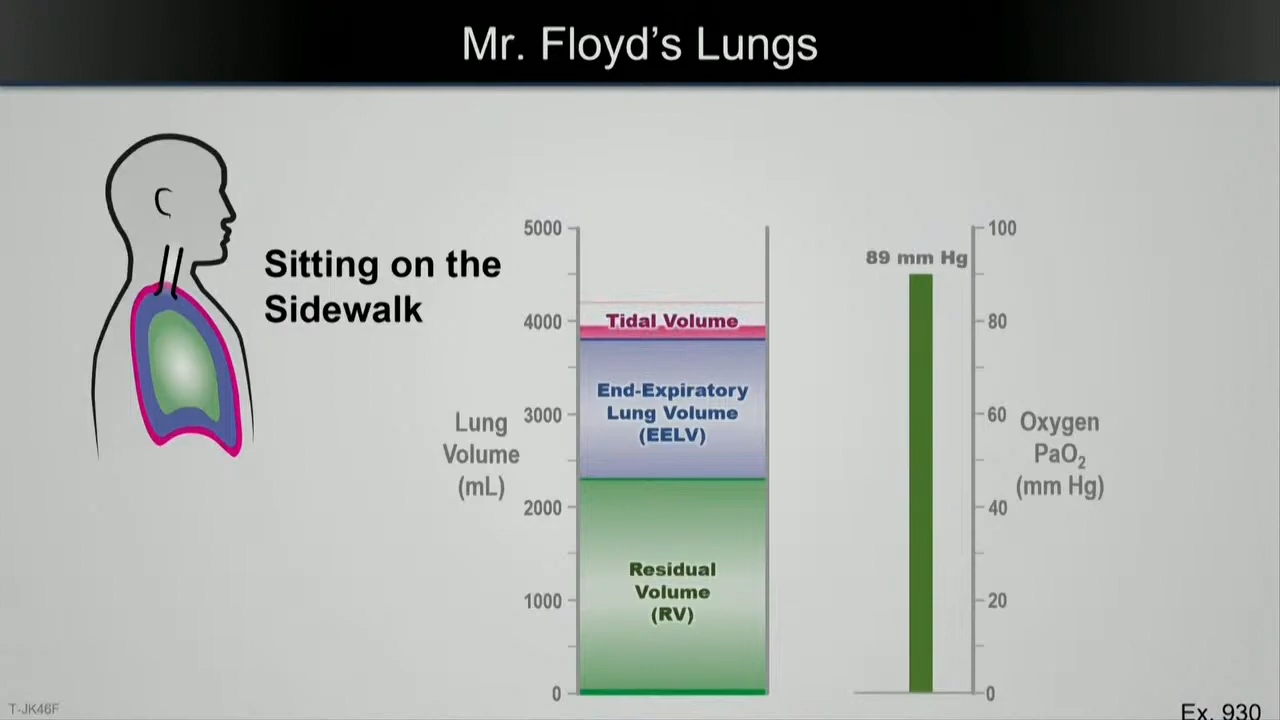 Mr. Floyd's Lungs
Sitting on the
Sidewalk
Lung
Volume
(mL)
5000
4000
3000
2000
1000
0
Tidal Volume
End-Expiratory
Lung Volume
(EELV)
Residual
Volume
(RV)
89 mm Hg
100
80
60
40
20
0
Oxygen
PaO₂
(mm Hg)
T-JK46F
Ex. 930